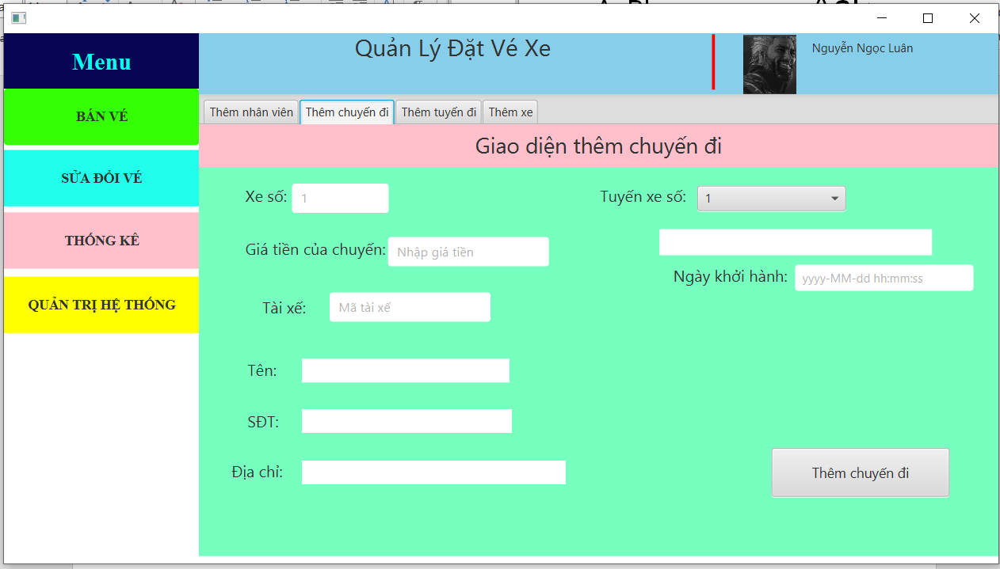 Quản Lý Đặt Vé Xe
Nguyễn Ngọc Luân
Menu
BÁN VÉ
SỬA ĐỔI VÉ
THỐNG KÊ
QUẢN TRỊ HỆ THỐNG
Thêm nhân viên Thêm chuyến đi Thêm tuyến đi Thêm xe
Giao diện thêm chuyến đi
Xe số: 1 Tuyến xe số: 1
Giá tiền của chuyến: Nhập giá tiền
Ngày khởi hành: yyyy-MM-dd hh:mm:ss
Tài xế: Mã tài xế
Tên:
SĐT:
Địa chỉ:
Thêm chuyến đi